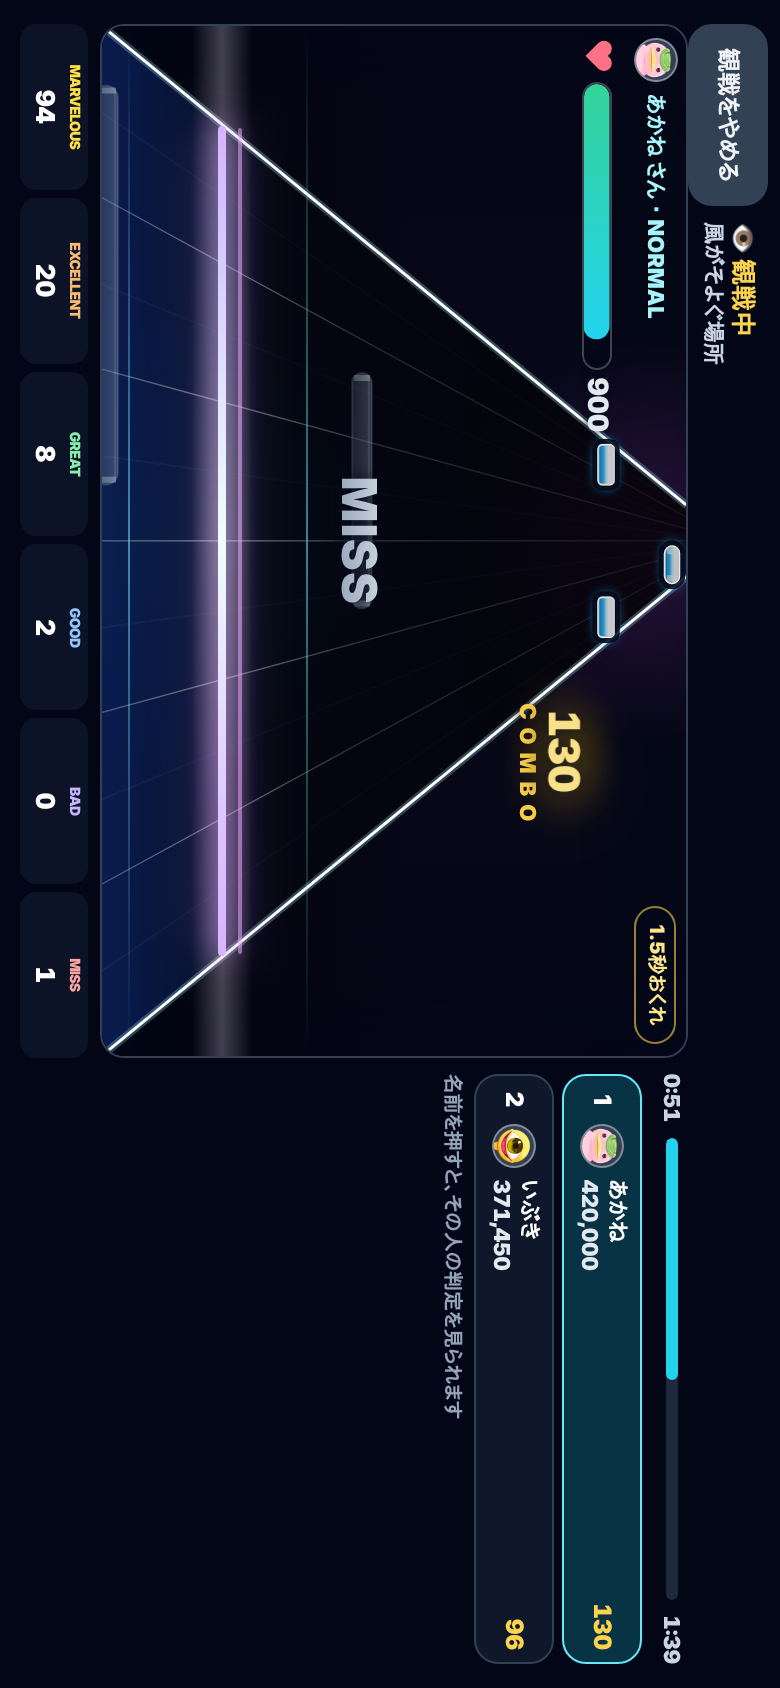 観戦をやめる
👁 観戦中
風がそよぐ場所
あかね さん · NORMAL
900
1.5秒おくれ
130
COMBO
MISS
MARVELOUS
94
EXCELLENT
20
GREAT
8
GOOD
2
BAD
0
MISS
1
0:51
1:39
1
あかね
420,000
130
2
いぶき
371,450
96
名前を押すと、その人の判定を見られます